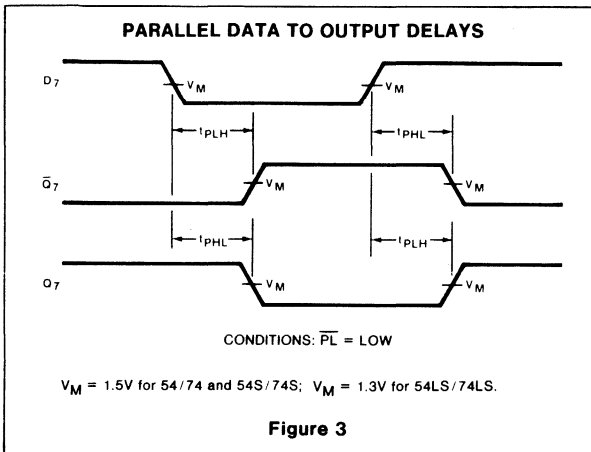 PARALLEL DATA TO OUTPUT DELAYS
D7
VM
VM
tPLH
tPHL
Q̅7
VM
VM
tPHL
tPLH
Q7
VM
VM
CONDITIONS: P̅L̅ = LOW
VM = 1.5V for 54/74 and 54S/74S; VM = 1.3V for 54LS/74LS.
Figure 3